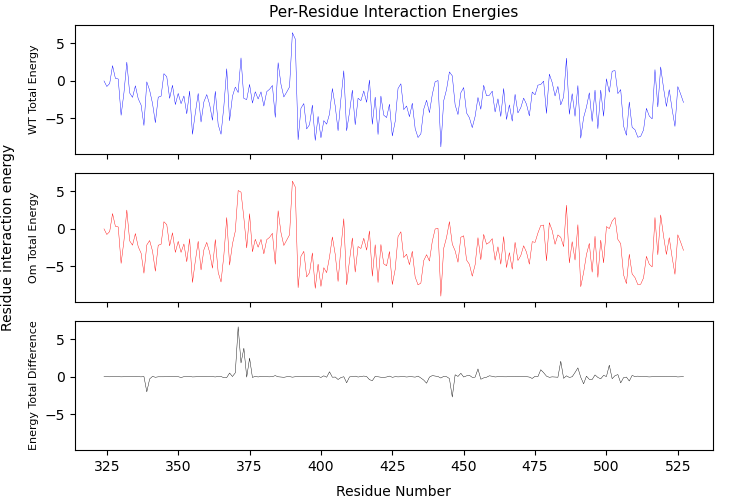 Per-Residue Interaction Energies
Residue interaction energy
WT Total Energy
5
0
−5
Om Total Energy
5
0
−5
Energy Total Difference
5
0
−5
325 350 375 400 425 450 475 500 525
Residue Number